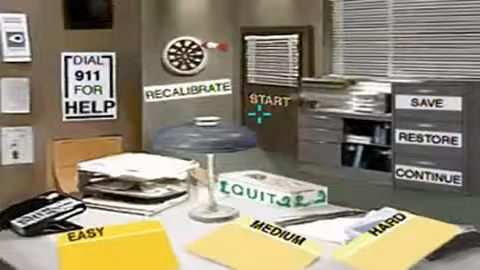 DIAL
911
FOR
HELP
RECALIBRATE
START
SAVE
RESTORE
CONTINUE
QUIT
EASY
MEDIUM
HARD